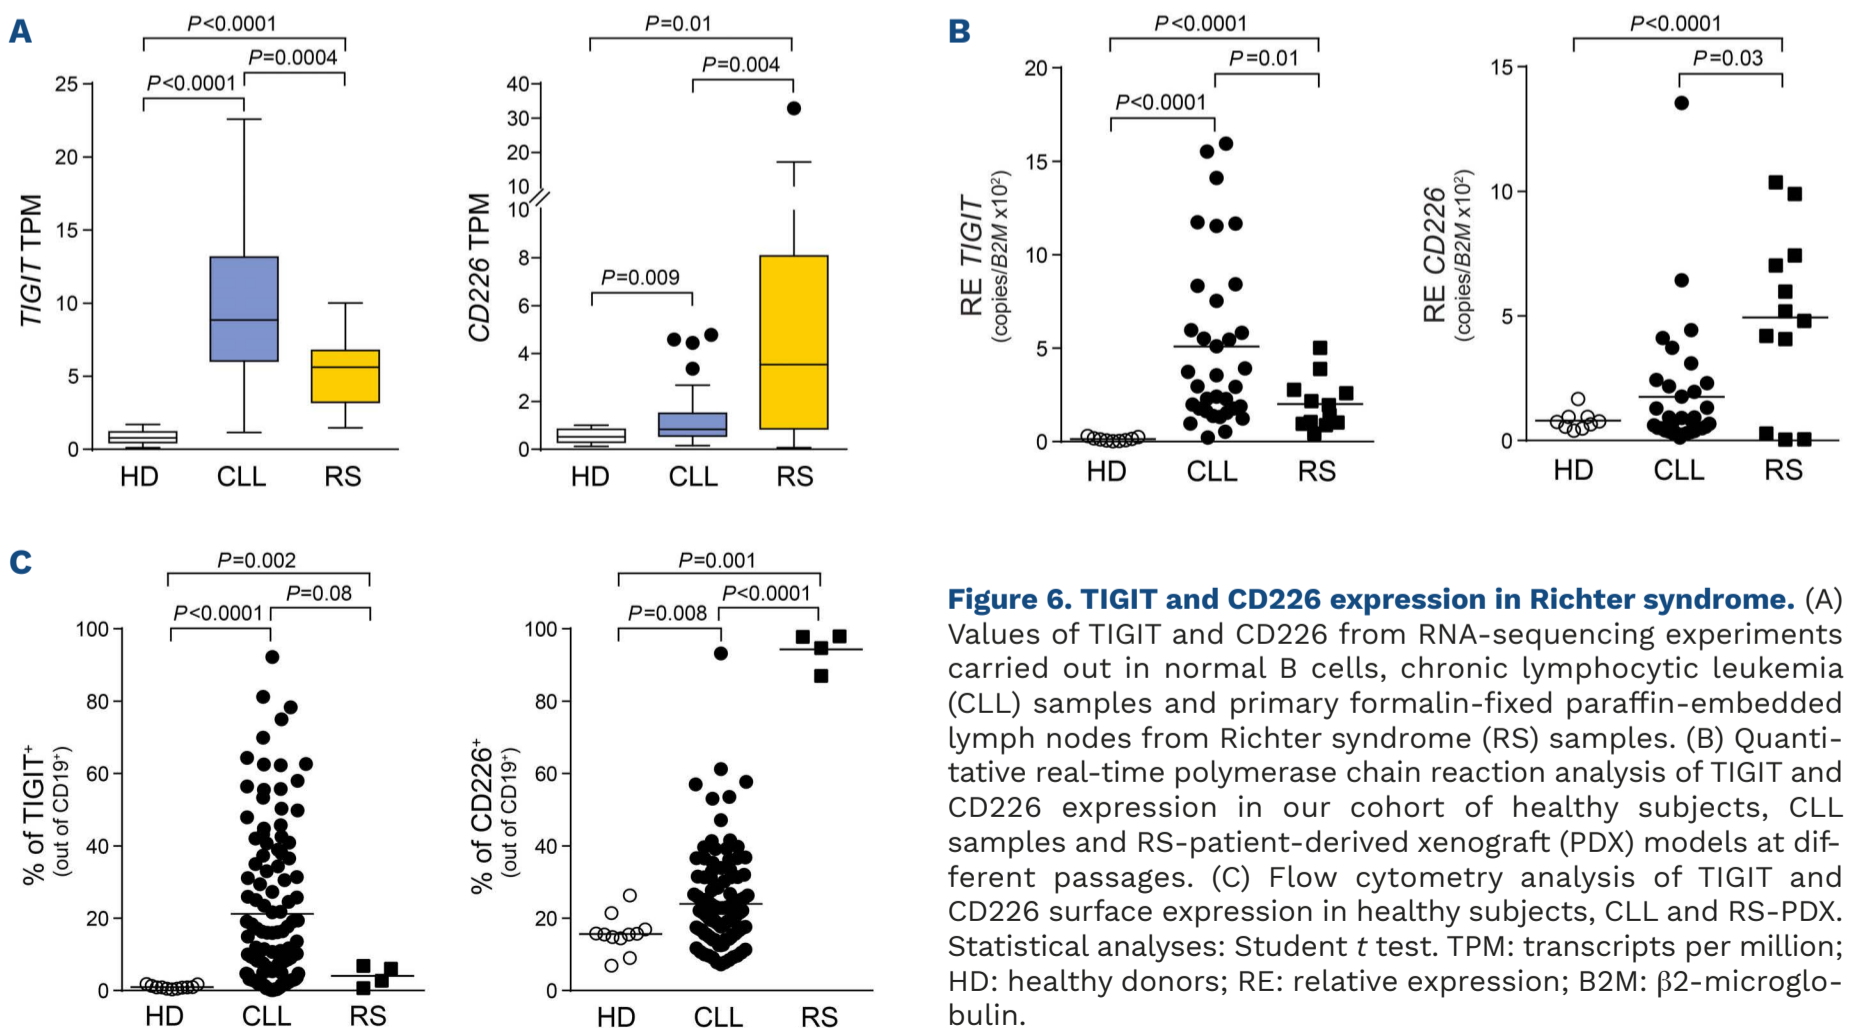 A
P<0.0001
P=0.0004
P<0.0001
25
20
15
10
5
0
TIGIT TPM
HD CLL RS
P=0.01
P=0.004
P=0.009
40
30
20
10
10
8
6
4
2
0
CD226 TPM
HD CLL RS
B
P<0.0001
P=0.01
P<0.0001
20
15
10
5
0
RE TIGIT
(copies/B2M x10²)
HD CLL RS
P<0.0001
P=0.03
15
10
5
0
RE CD226
(copies/B2M x10²)
HD CLL RS
C
P=0.002
P=0.08
P<0.0001
100
80
60
40
20
0
% of TIGIT⁺
(out of CD19⁺)
HD CLL RS
P=0.001
P<0.0001
P=0.008
100
80
60
40
20
0
% of CD226⁺
(out of CD19⁺)
HD CLL RS
Figure 6. TIGIT and CD226 expression in Richter syndrome. (A)
Values of TIGIT and CD226 from RNA-sequencing experiments
carried out in normal B cells, chronic lymphocytic leukemia
(CLL) samples and primary formalin-fixed paraffin-embedded
lymph nodes from Richter syndrome (RS) samples. (B) Quanti-
tative real-time polymerase chain reaction analysis of TIGIT and
CD226 expression in our cohort of healthy subjects, CLL
samples and RS-patient-derived xenograft (PDX) models at dif-
ferent passages. (C) Flow cytometry analysis of TIGIT and
CD226 surface expression in healthy subjects, CLL and RS-PDX.
Statistical analyses: Student t test. TPM: transcripts per million;
HD: healthy donors; RE: relative expression; B2M: β2-microglo-
bulin.